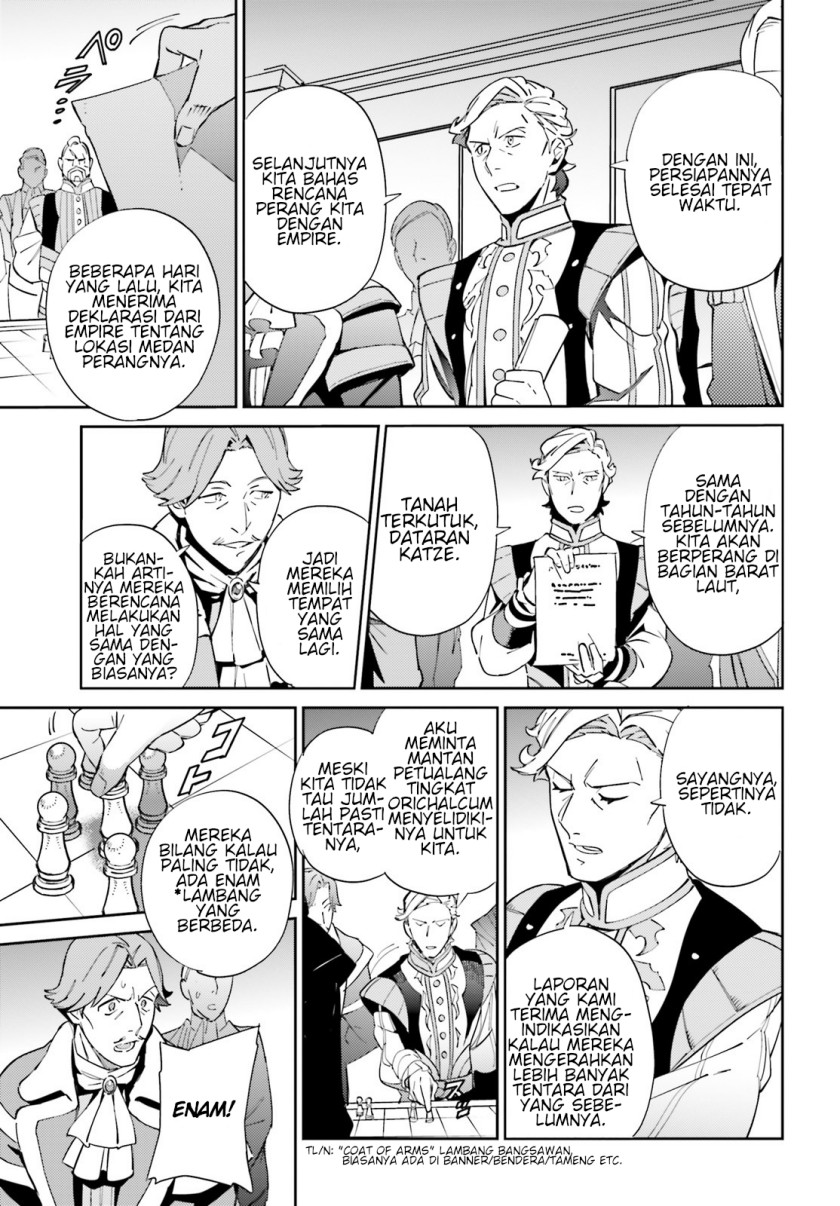 DENGAN INI,
PERSIAPANNYA
SELESAI TEPAT
WAKTU.
SELANJUTNYA
KITA BAHAS
RENCANA
PERANG KITA
DENGAN
EMPIRE.
ペラ…
BEBERAPA HARI
YANG LALU, KITA
MENERIMA
DEKLARASI DARI
EMPIRE TENTANG
LOKASI MEDAN
PERANGNYA.
SAMA
DENGAN
TAHUN-TAHUN
SEBELUMNYA.
KITA AKAN
BERPERANG DI
BAGIAN BARAT
LAUT,
TANAH
TERKUTUK,
DATARAN
KATZE.
JADI
MEREKA
MEMILIH
TEMPAT
YANG
SAMA
LAGI.
BUKAN-
KAH ARTI-
NYA MEREKA
BERENCANA
MELAKUKAN
HAL YANG
SAMA DEN-
GAN YANG
BIASANYA?
SAYANGNYA,
SEPERTINYA
TIDAK.
LAPORAN
YANG KAMI
TERIMA MENG-
INDIKASIKAN
KALAU MEREKA
MENGERAHKAN
LEBIH BANYAK
TENTARA DARI
YANG SEBE-
LUMNYA.
AKU
MEMINTA
MANTAN
PETUALANG
TINGKAT
ORICHALCUM
MENYELIDIKI-
NYA UNTUK
KITA.
MESKI
KITA TIDAK
TAU JUM-
LAH PASTI
TENTARA-
NYA,
スッ
TL/N: "COAT OF ARMS" LAMBANG BANGSAWAN,
BIASANYA ADA DI BANNER/BENDERA/TAMENG ETC.
コト
MEREKA
BILANG KALAU
PALING TIDAK,
ADA ENAM
*LAMBANG
YANG
BERBEDA.
ENAM!